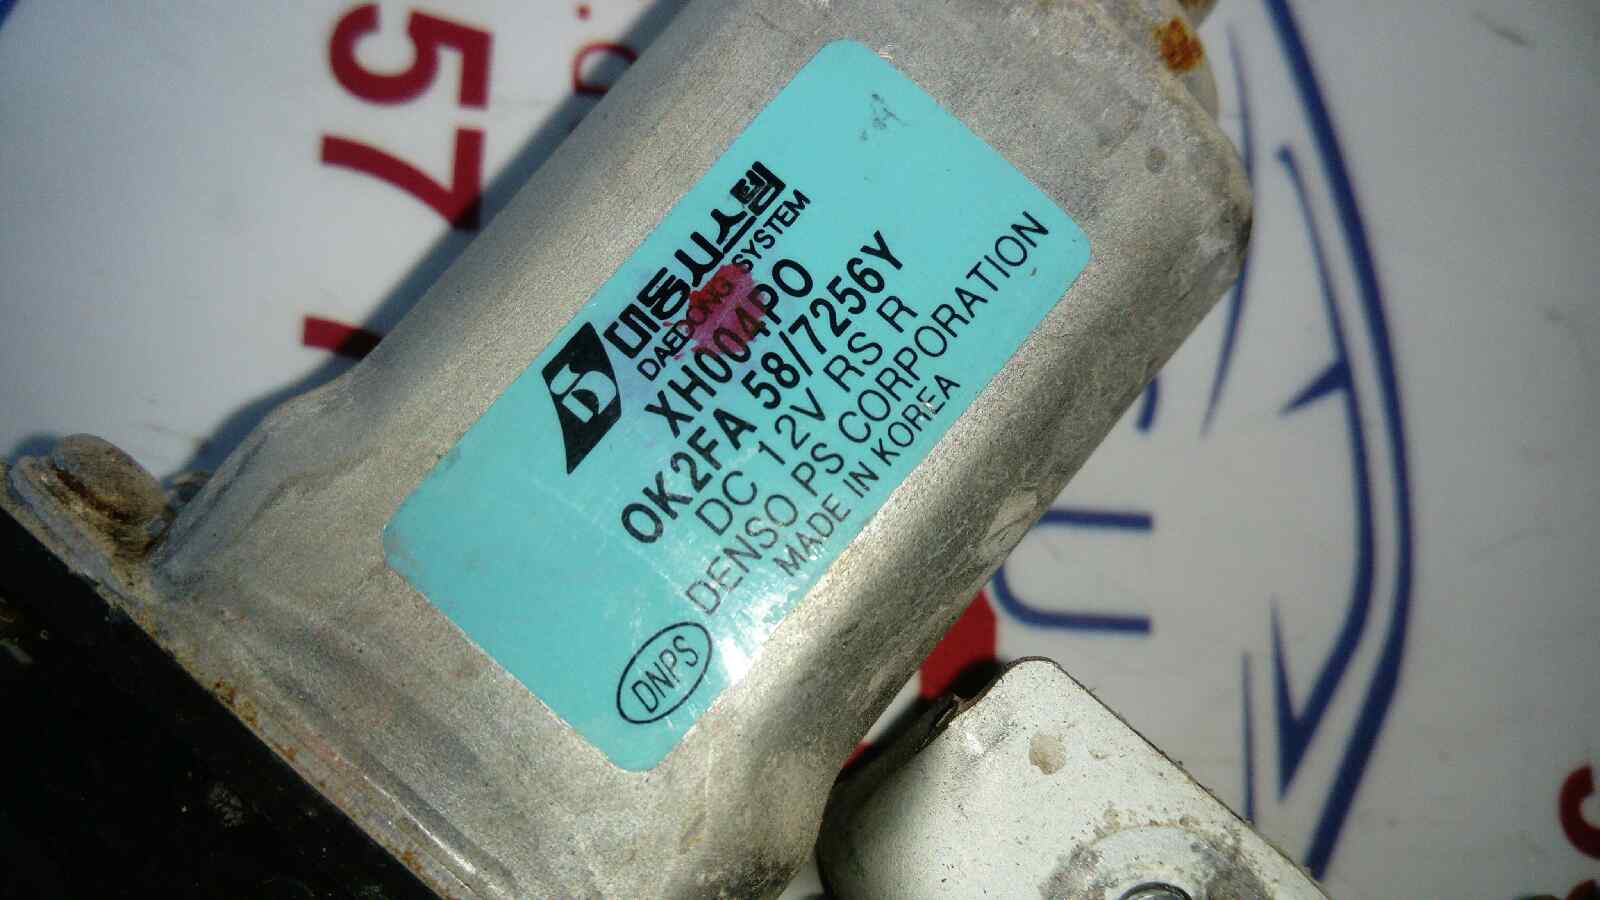 대동시스템
DAEDONG SYSTEM
XH004PO
OK2FA 58/7256Y
DC 12V RS R
DENSO PS CORPORATION
MADE IN KOREA
DNPS
57